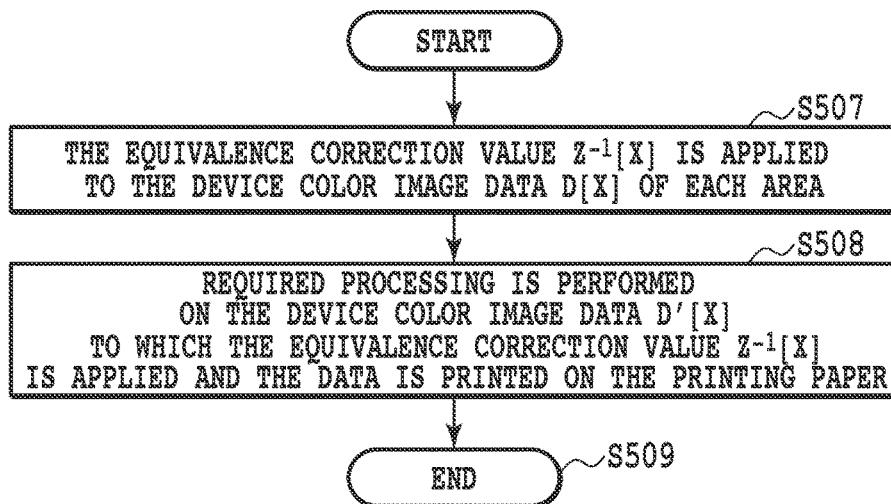 START
S507
THE EQUIVALENCE CORRECTION VALUE Z⁻¹[X] IS APPLIED
TO THE DEVICE COLOR IMAGE DATA D[X] OF EACH AREA
S508
REQUIRED PROCESSING IS PERFORMED
ON THE DEVICE COLOR IMAGE DATA D'[X]
TO WHICH THE EQUIVALENCE CORRECTION VALUE Z⁻¹[X]
IS APPLIED AND THE DATA IS PRINTED ON THE PRINTING PAPER
END
S509